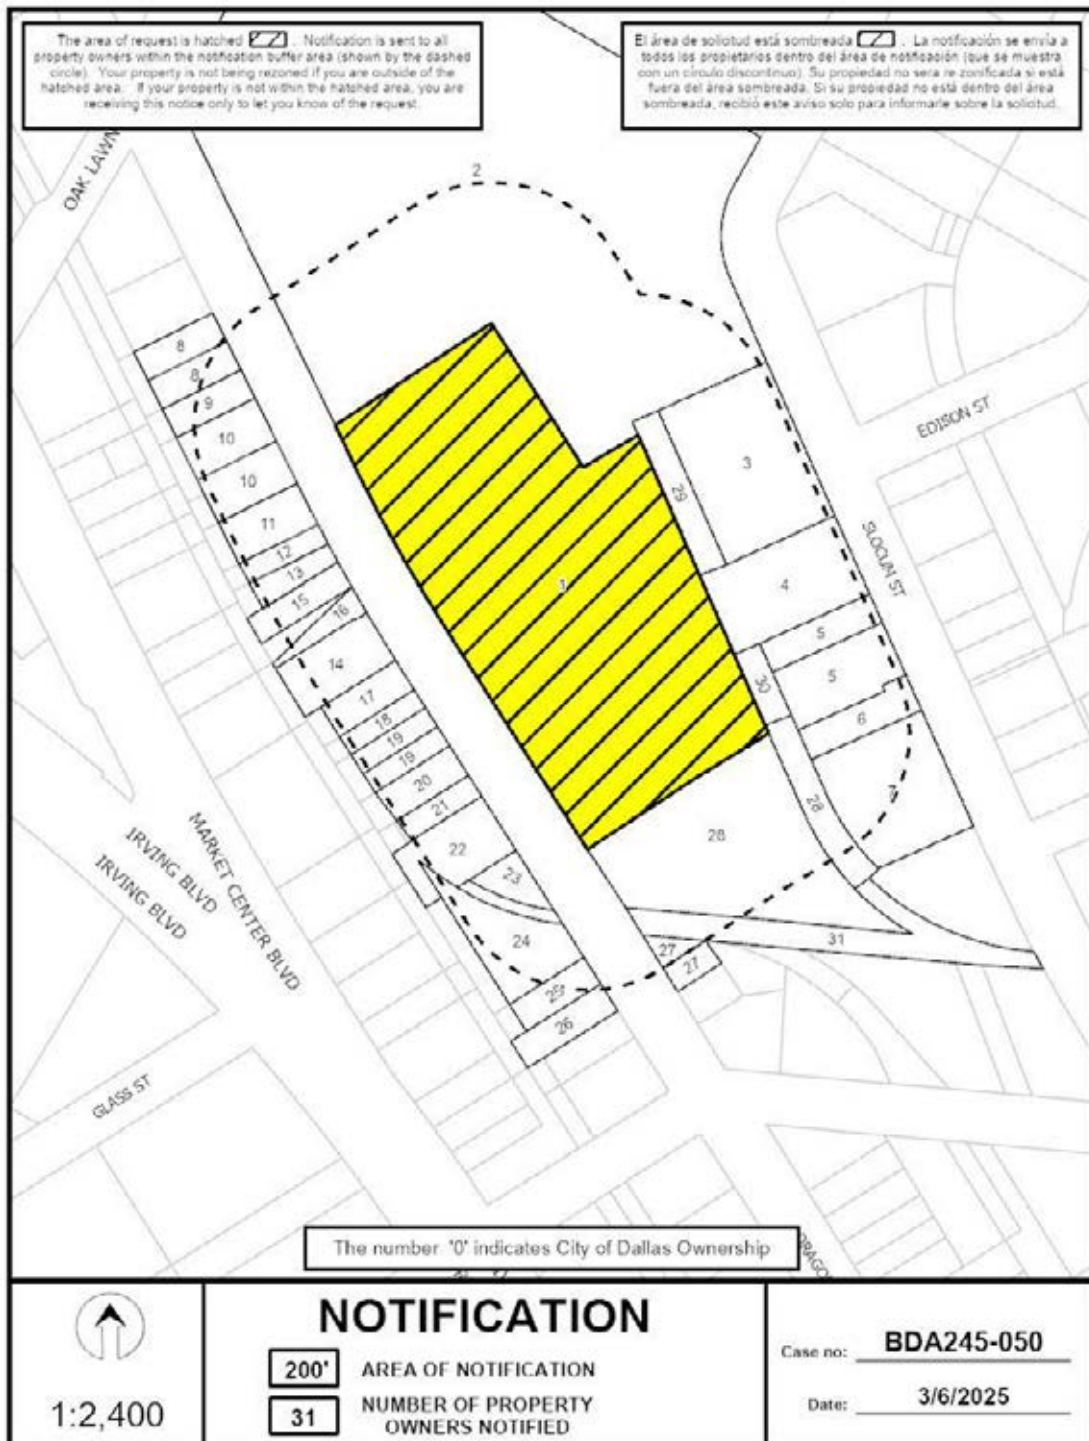 The area of request is hatched . Notification is sent to all
property owners within the notification buffer area (shown by the dashed
circle). Your property is not being rezoned if you are outside of the
hatched area. If your property is not within the hatched area, you are
receiving this notice only to let you know of the request.
El área de solicitud está sombreada . La notificación se envía a
todos los propietarios dentro del área de notificación (que se muestra
con un círculo discontinuo). Su propiedad no sera re zonificada si está
fuera del área sombreada. Si su propiedad no está dentro del área
sombreada, recibió este aviso solo para informarle sobre la solicitud.
OAK LAWN
2
8
8
9
10
10
11
12
13
15
16
14
17
18
19
19
20
21
22
23
24
25
26
1
3
29
4
5
5
30
6
7
28
28
31
27
27
EDISON ST
SLOCUM ST
MARKET CENTER BLVD
IRVING BLVD
IRVING BLVD
GLASS ST
The number '0' indicates City of Dallas Ownership
1:2,400
NOTIFICATION
200' AREA OF NOTIFICATION
31 NUMBER OF PROPERTY
OWNERS NOTIFIED
Case no: BDA245-050
Date: 3/6/2025